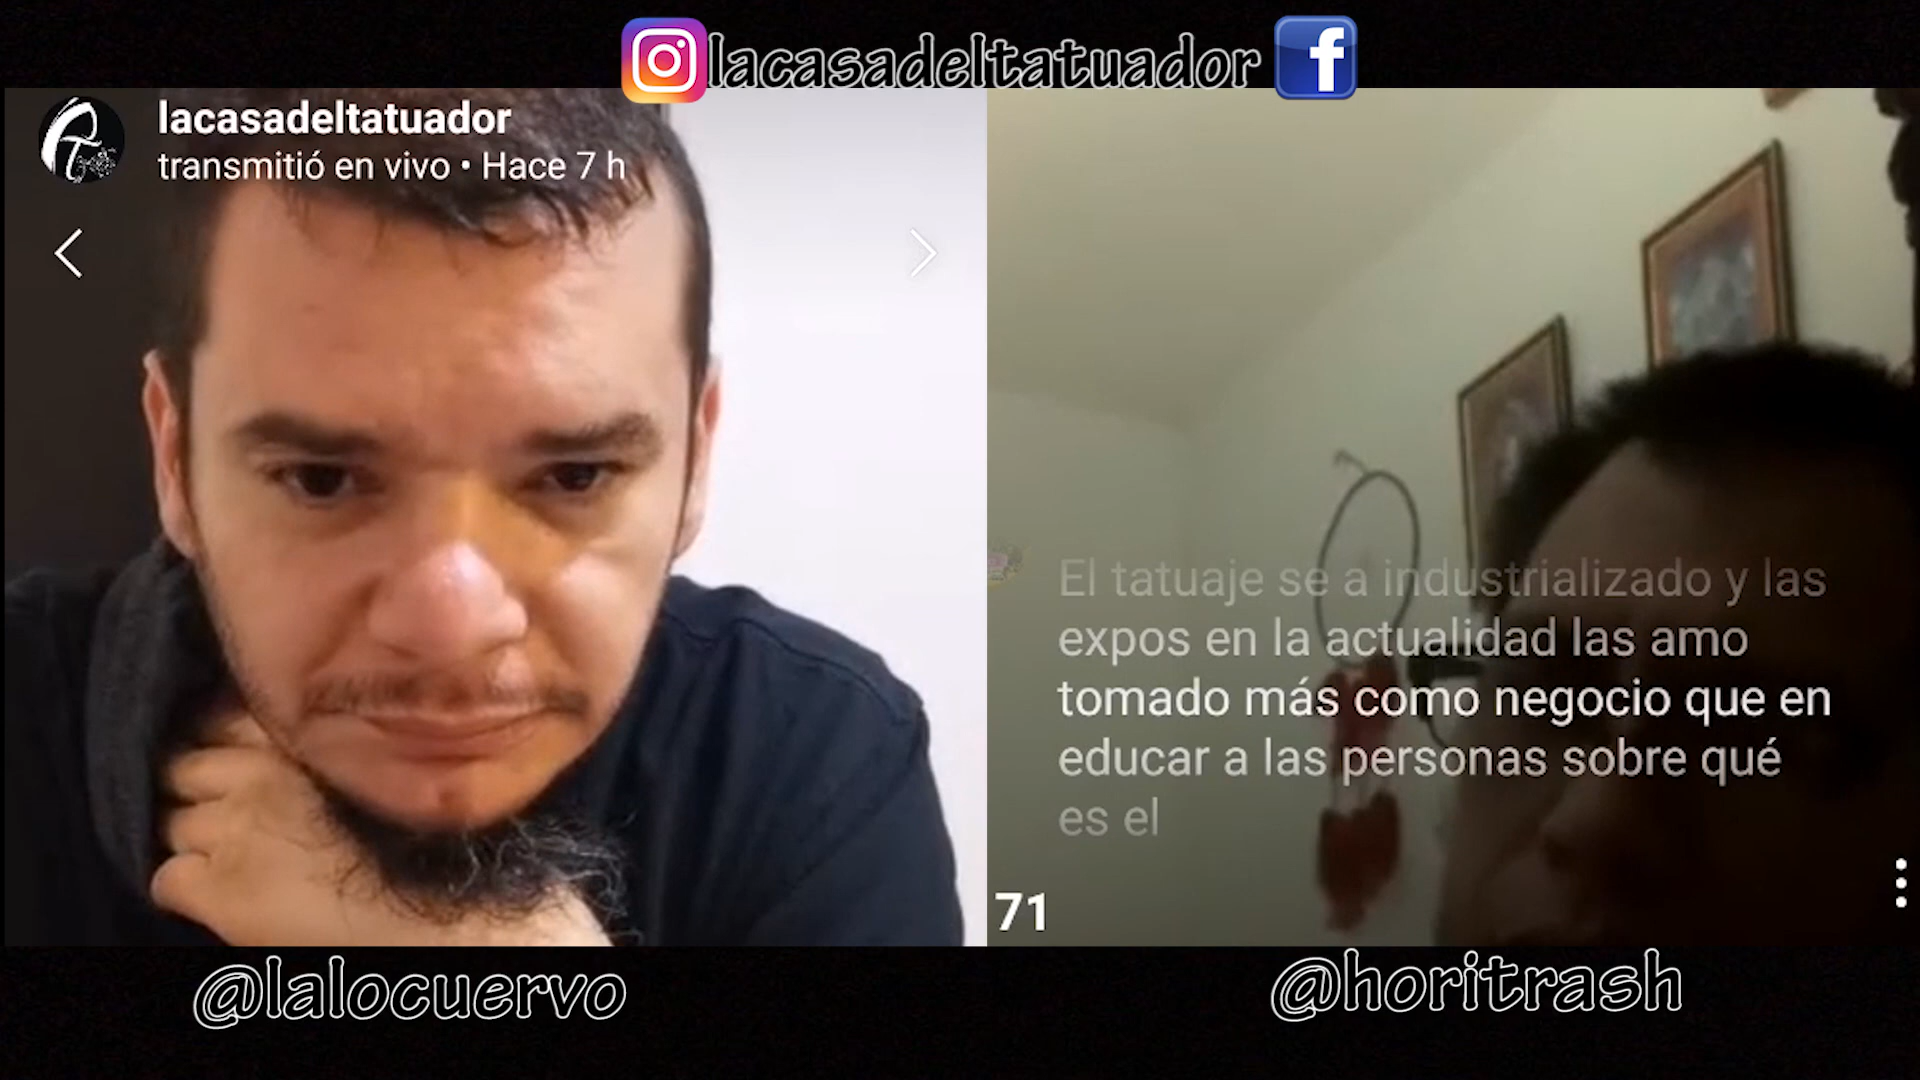 lacasadeltatuador
lacasadeltatuador
transmitió en vivo • Hace 7 h
El tatuaje se a industrializado y las
expos en la actualidad las amo
tomado más como negocio que en
educar a las personas sobre qué
es el
71
@lalocuervo
@horitrash